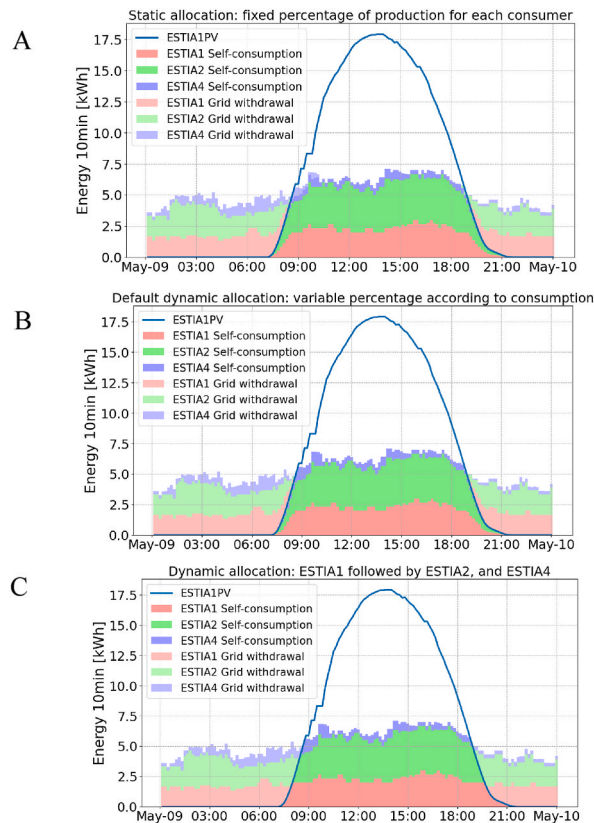 A
Static allocation: fixed percentage of production for each consumer
Energy 10min [kWh]
17.5
15.0
12.5
10.0
7.5
5.0
2.5
0.0
ESTIA1PV
ESTIA1 Self-consumption
ESTIA2 Self-consumption
ESTIA4 Self-consumption
ESTIA1 Grid withdrawal
ESTIA2 Grid withdrawal
ESTIA4 Grid withdrawal
May-09 03:00 06:00 09:00 12:00 15:00 18:00 21:00 May-10
B
Default dynamic allocation: variable percentage according to consumption
Energy 10min [kWh]
17.5
15.0
12.5
10.0
7.5
5.0
2.5
0.0
ESTIA1PV
ESTIA1 Self-consumption
ESTIA2 Self-consumption
ESTIA4 Self-consumption
ESTIA1 Grid withdrawal
ESTIA2 Grid withdrawal
ESTIA4 Grid withdrawal
May-09 03:00 06:00 09:00 12:00 15:00 18:00 21:00 May-10
C
Dynamic allocation: ESTIA1 followed by ESTIA2, and ESTIA4
Energy 10min [kWh]
17.5
15.0
12.5
10.0
7.5
5.0
2.5
0.0
ESTIA1PV
ESTIA1 Self-consumption
ESTIA2 Self-consumption
ESTIA4 Self-consumption
ESTIA1 Grid withdrawal
ESTIA2 Grid withdrawal
ESTIA4 Grid withdrawal
May-09 03:00 06:00 09:00 12:00 15:00 18:00 21:00 May-10